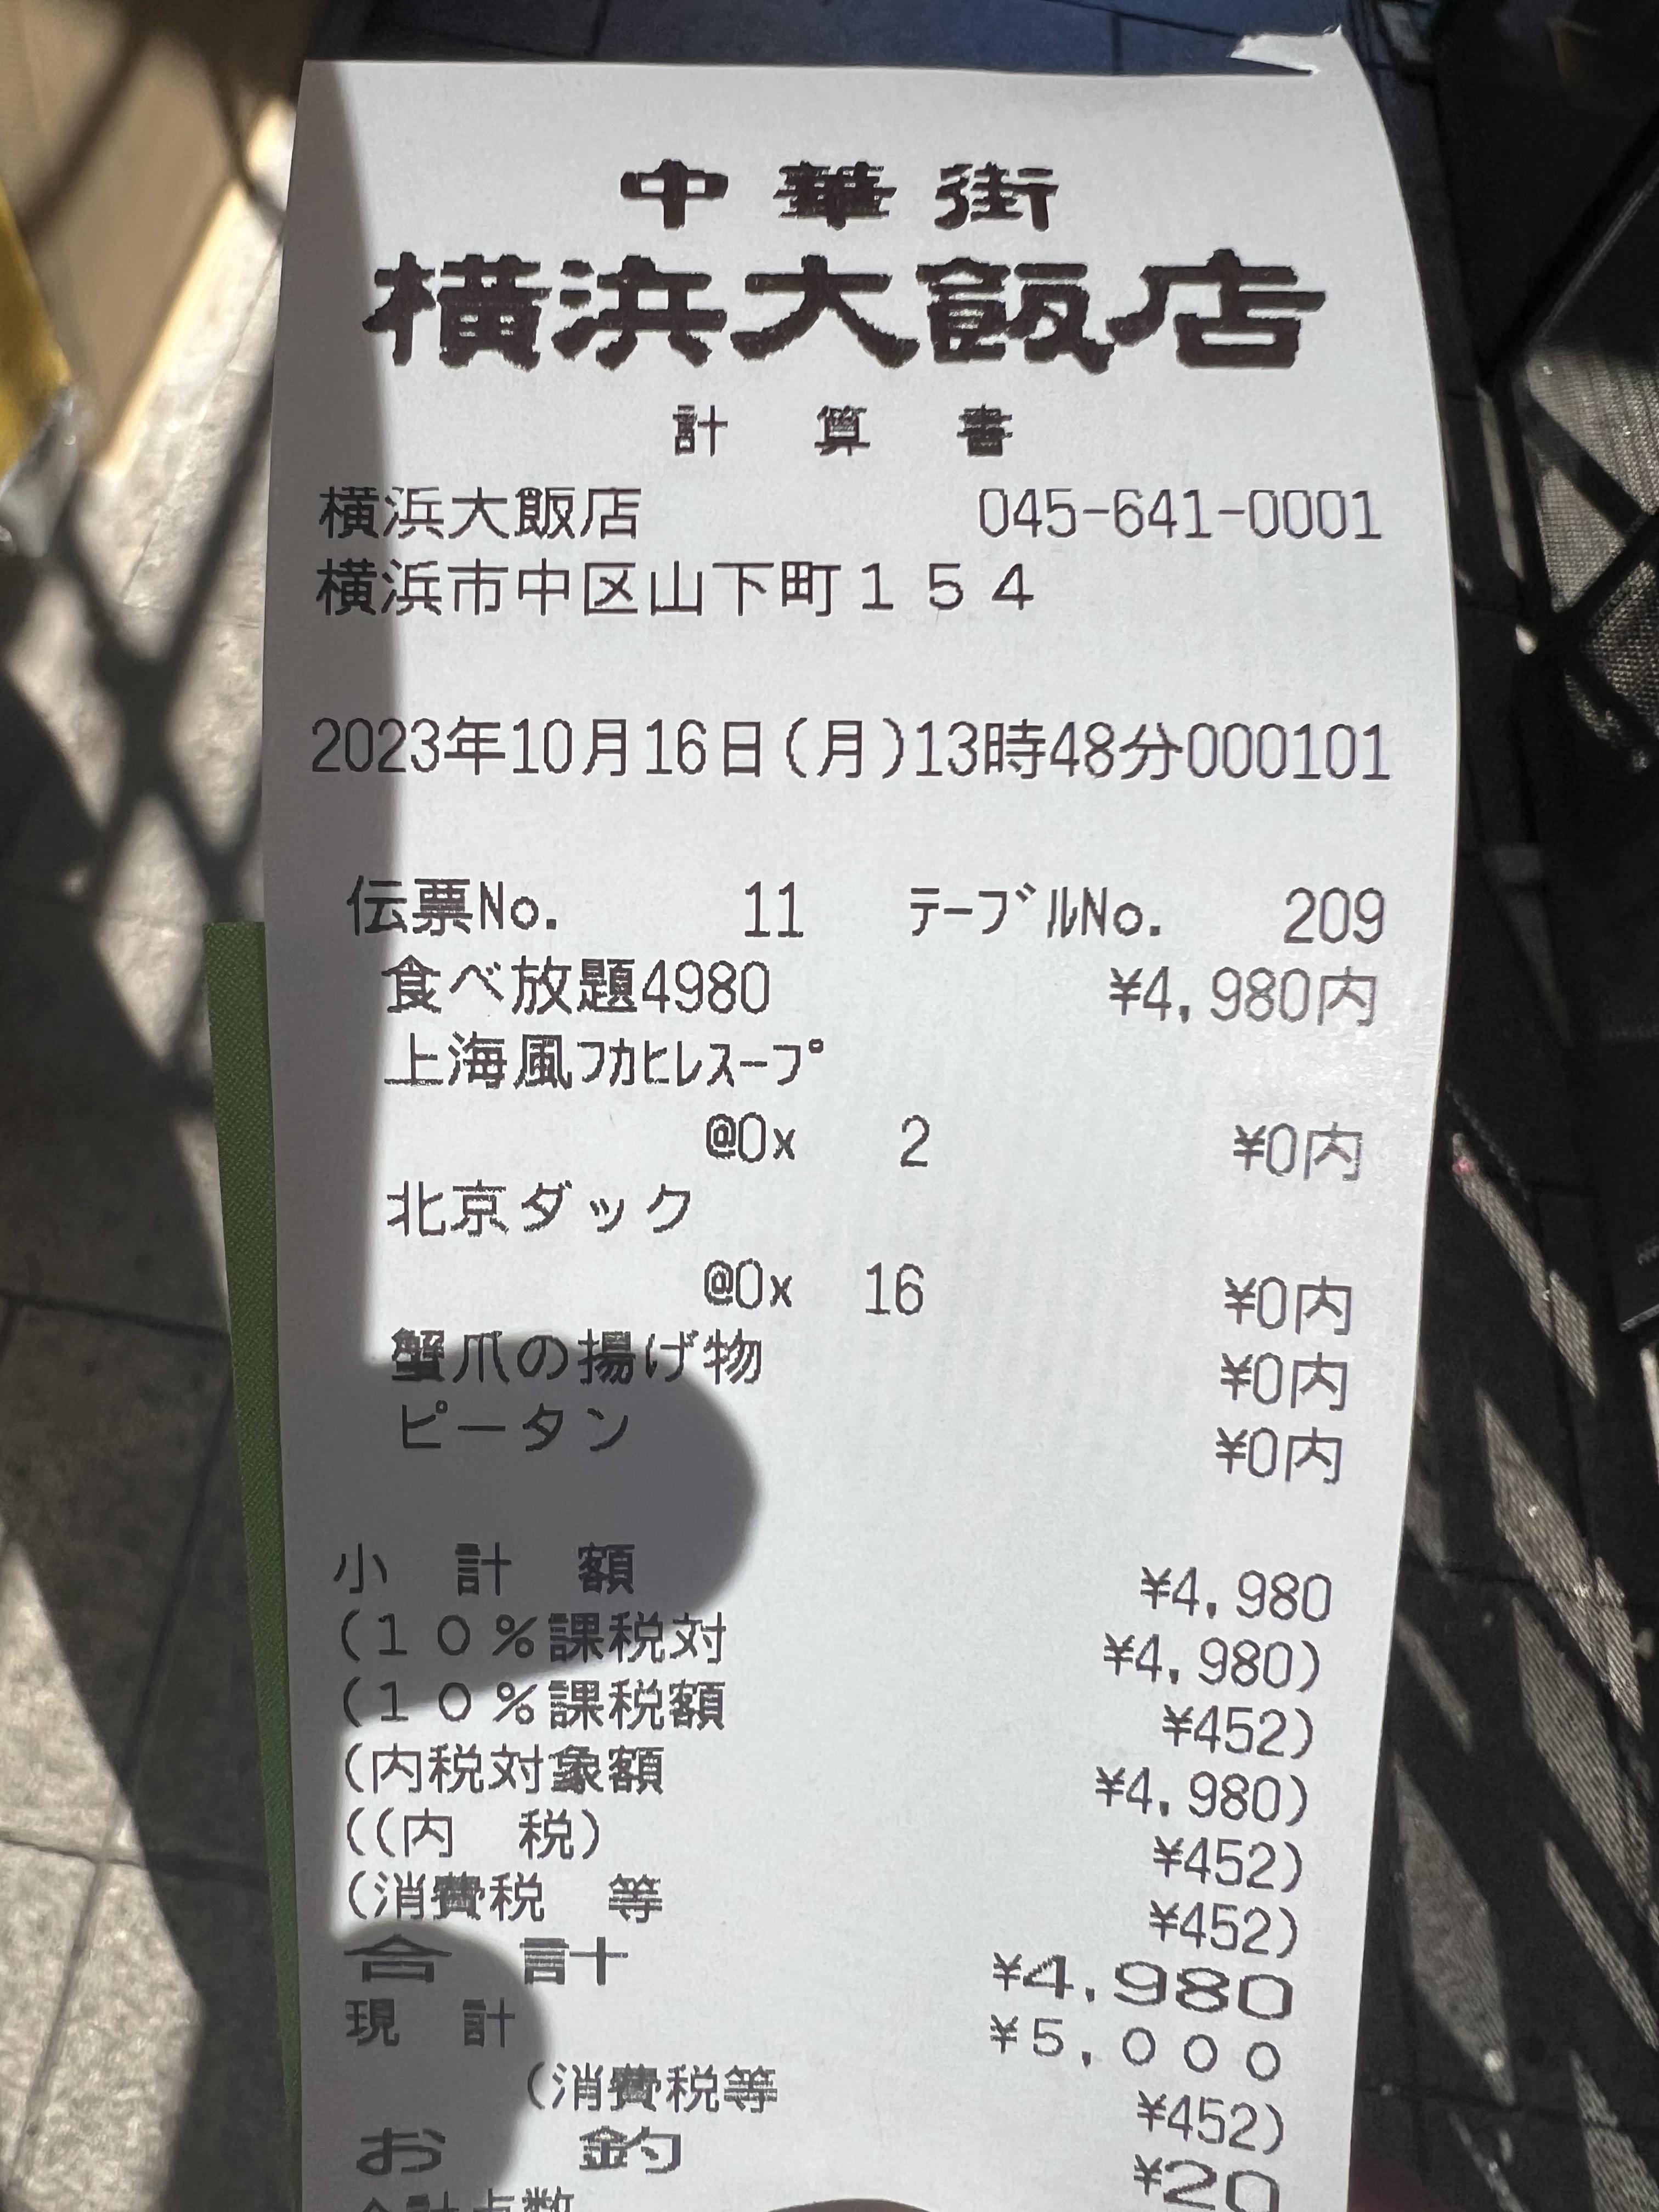 中華街
横浜大飯店
計 算 書
横浜大飯店 045-641-0001
横浜市中区山下町154
2023年10月16日(月)13時48分000101
伝票No. 11 テーブルNo. 209
食べ放題4980 ¥4,980内
上海風フカヒレスープ
@0x 2 ¥0内
北京ダック
@0x 16 ¥0内
蟹爪の揚げ物 ¥0内
ピータン ¥0内
小 計 額 ¥4,980
(10%課税対 ¥4,980)
(10%課税額 ¥452)
(内税対象額 ¥4,980)
((内 税) ¥452)
(消費税 等 ¥452)
合 計 ¥4,980
現 計 ¥5,000
(消費税等 ¥452)
お 釣 ¥20